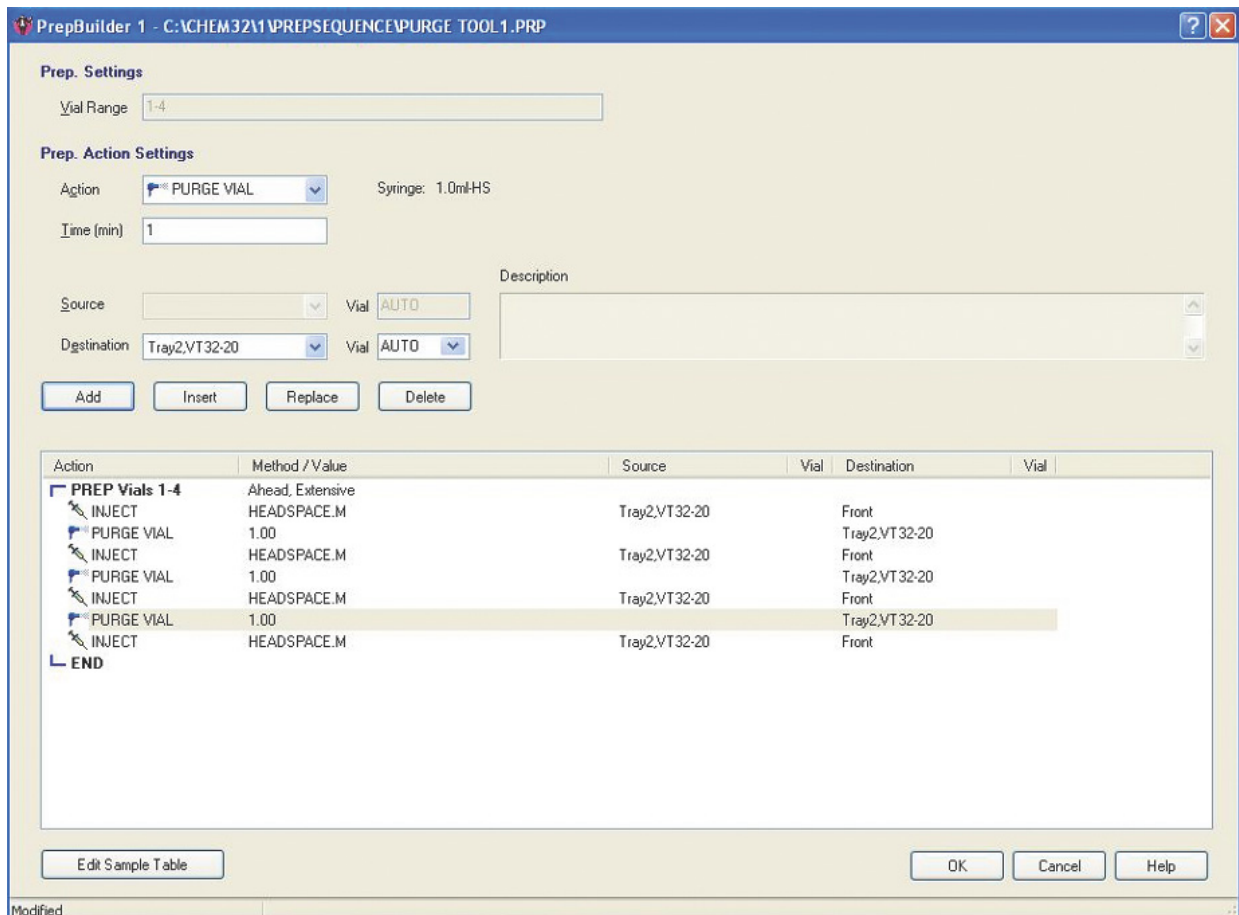 PrepBuilder 1 - C:\CHEM32\1\PREPSEQUENCE\PURGE TOOL1.PRP
Prep. Settings
Vial Range 1-4
Prep. Action Settings
Action PURGE VIAL Syringe: 1.0ml-HS
Time (min) 1
Description
Source Vial AUTO
Destination Tray2,VT32-20 Vial AUTO
Add Insert Replace Delete
Action Method / Value Source Vial Destination Vial
PREP Vials 1-4 Ahead, Extensive
INJECT HEADSPACE.M Tray2,VT32-20 Front
PURGE VIAL 1.00 Tray2,VT32-20
INJECT HEADSPACE.M Tray2,VT32-20 Front
PURGE VIAL 1.00 Tray2,VT32-20
INJECT HEADSPACE.M Tray2,VT32-20 Front
PURGE VIAL 1.00 Tray2,VT32-20
INJECT HEADSPACE.M Tray2,VT32-20 Front
END
Edit Sample Table OK Cancel Help
Modified